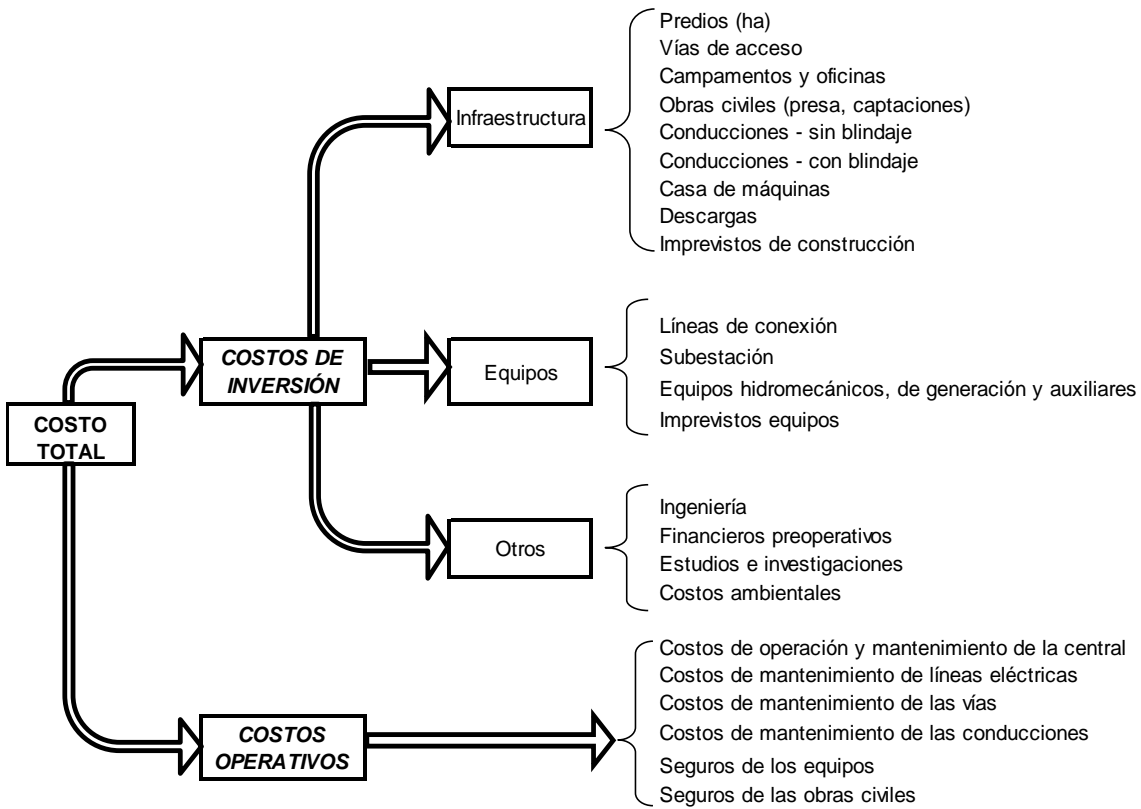 COSTO
TOTAL
COSTOS DE
INVERSIÓN
Infraestructura
Predios (ha)
Vías de acceso
Campamentos y oficinas
Obras civiles (presa, captaciones)
Conducciones - sin blindaje
Conducciones - con blindaje
Casa de máquinas
Descargas
Imprevistos de construcción
Equipos
Líneas de conexión
Subestación
Equipos hidromecánicos, de generación y auxiliares
Imprevistos equipos
Otros
Ingeniería
Financieros preoperativos
Estudios e investigaciones
Costos ambientales
COSTOS
OPERATIVOS
Costos de operación y mantenimiento de la central
Costos de mantenimiento de líneas eléctricas
Costos de mantenimiento de las vías
Costos de mantenimiento de las conducciones
Seguros de los equipos
Seguros de las obras civiles